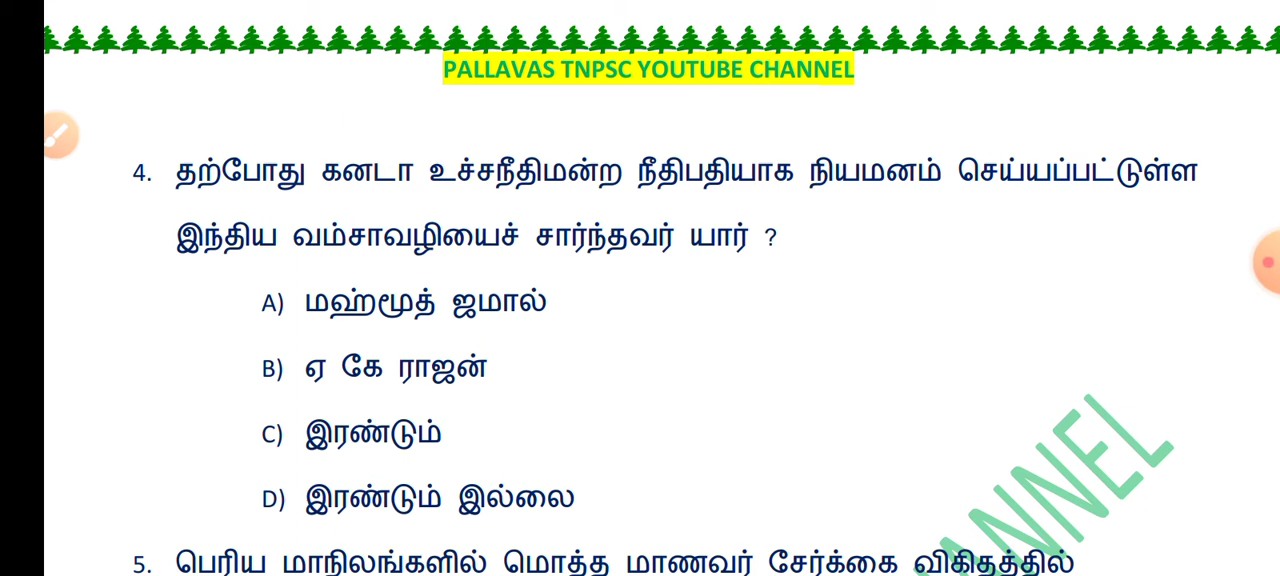 PALLAVAS TNPSC YOUTUBE CHANNEL
4. தற்போது கனடா உச்சநீதிமன்ற நீதிபதியாக நியமனம் செய்யப்பட்டுள்ள
இந்திய வம்சாவழியைச் சார்ந்தவர் யார் ?
A) மஹ்மூத் ஜமால்
B) ஏ கே ராஜன்
C) இரண்டும்
D) இரண்டும் இல்லை
5. பெரிய மாநிலங்களில் மொத்த மாணவர் சேர்க்கை விகிதத்தில்